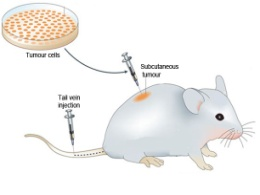 Tumour cells
Subcutaneous
tumour
Tail vein
injection